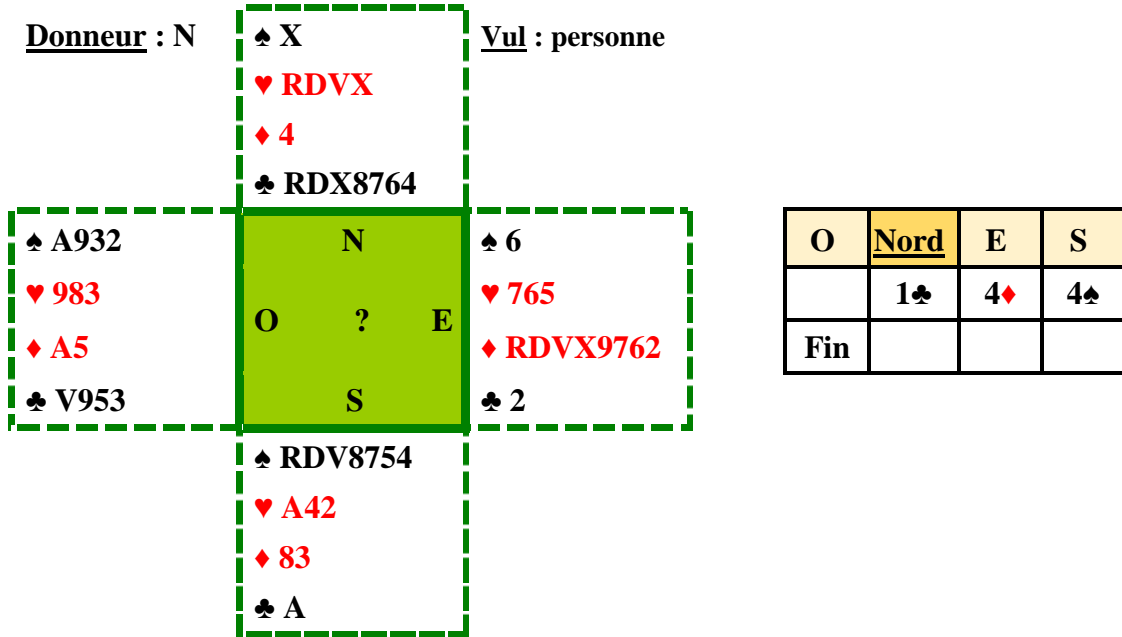 Donneur : N
♠ X
Vul : personne
♥ RDVX
♦ 4
♣ RDX8764
♠ A932
♥ 983
♦ A5
♣ V953
N
O ? E
S
♠ 6
♥ 765
♦ RDVX9762
♣ 2
♠ RDV8754
♥ A42
♦ 83
♣ A
O Nord E S
1♣ 4♦ 4♠
Fin